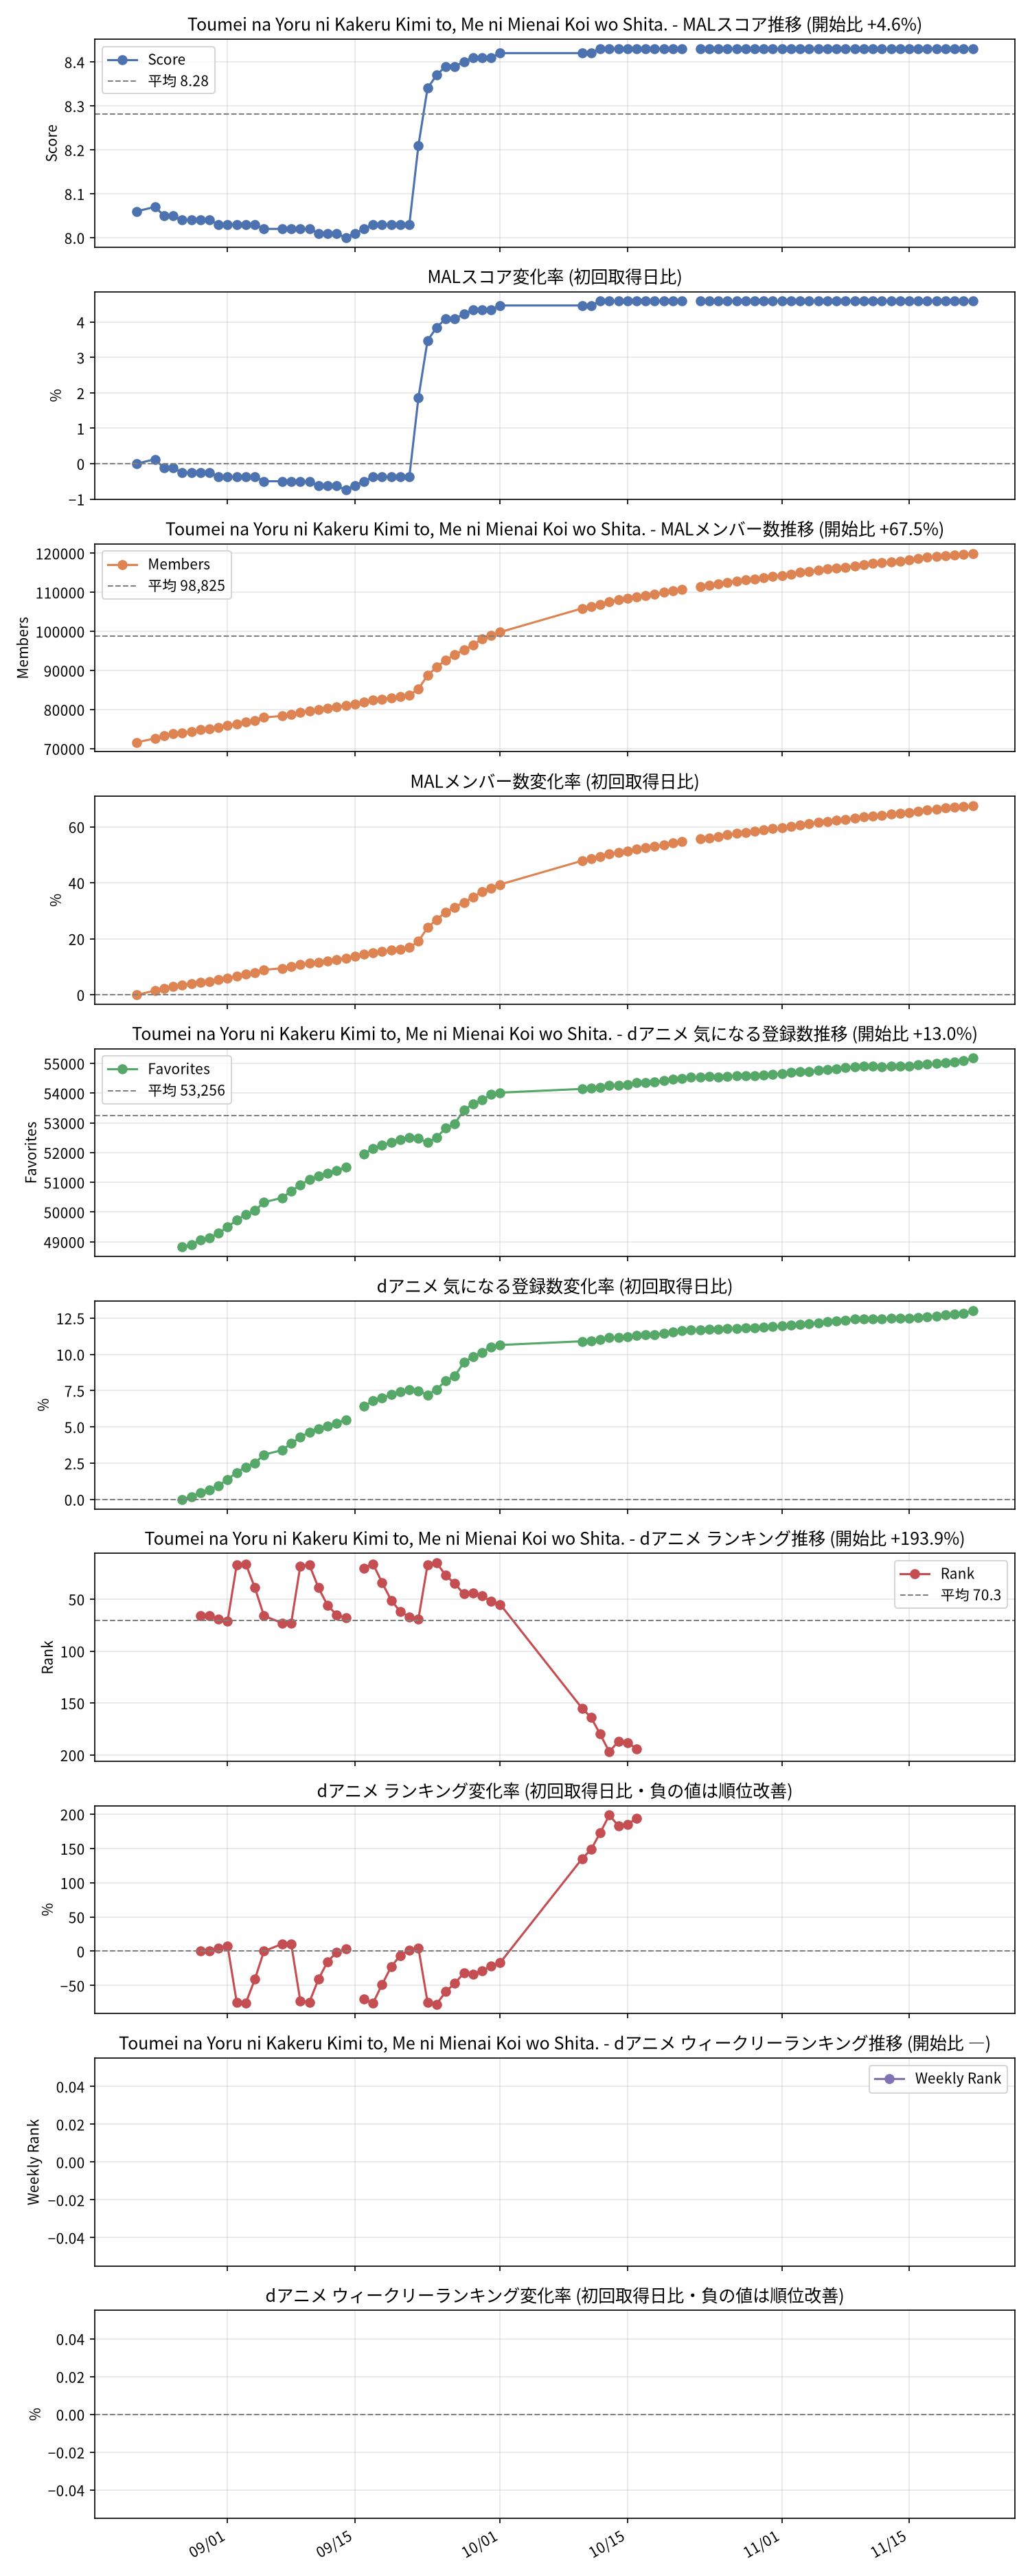 Toumei na Yoru ni Kakeru Kimi to, Me ni Mienai Koi wo Shita. - MALスコア推移 (開始比 +4.6%)
Score
平均 8.28
Score
8.4
8.3
8.2
8.1
8.0
MALスコア変化率 (初回取得日比)
%
4
3
2
1
0
−1
Toumei na Yoru ni Kakeru Kimi to, Me ni Mienai Koi wo Shita. - MALメンバー数推移 (開始比 +67.5%)
Members
平均 98,825
Members
120000
110000
100000
90000
80000
70000
MALメンバー数変化率 (初回取得日比)
%
60
40
20
0
Toumei na Yoru ni Kakeru Kimi to, Me ni Mienai Koi wo Shita. - dアニメ 気になる登録数推移 (開始比 +13.0%)
Favorites
平均 53,256
Favorites
55000
54000
53000
52000
51000
50000
49000
dアニメ 気になる登録数変化率 (初回取得日比)
%
12.5
10.0
7.5
5.0
2.5
0.0
Toumei na Yoru ni Kakeru Kimi to, Me ni Mienai Koi wo Shita. - dアニメ ランキング推移 (開始比 +193.9%)
Rank
平均 70.3
Rank
50
100
150
200
dアニメ ランキング変化率 (初回取得日比・負の値は順位改善)
%
200
150
100
50
0
−50
Toumei na Yoru ni Kakeru Kimi to, Me ni Mienai Koi wo Shita. - dアニメ ウィークリーランキング推移 (開始比 —)
Weekly Rank
Weekly Rank
0.04
0.02
0.00
−0.02
−0.04
dアニメ ウィークリーランキング変化率 (初回取得日比・負の値は順位改善)
%
0.04
0.02
0.00
−0.02
−0.04
09/01
09/15
10/01
10/15
11/01
11/15